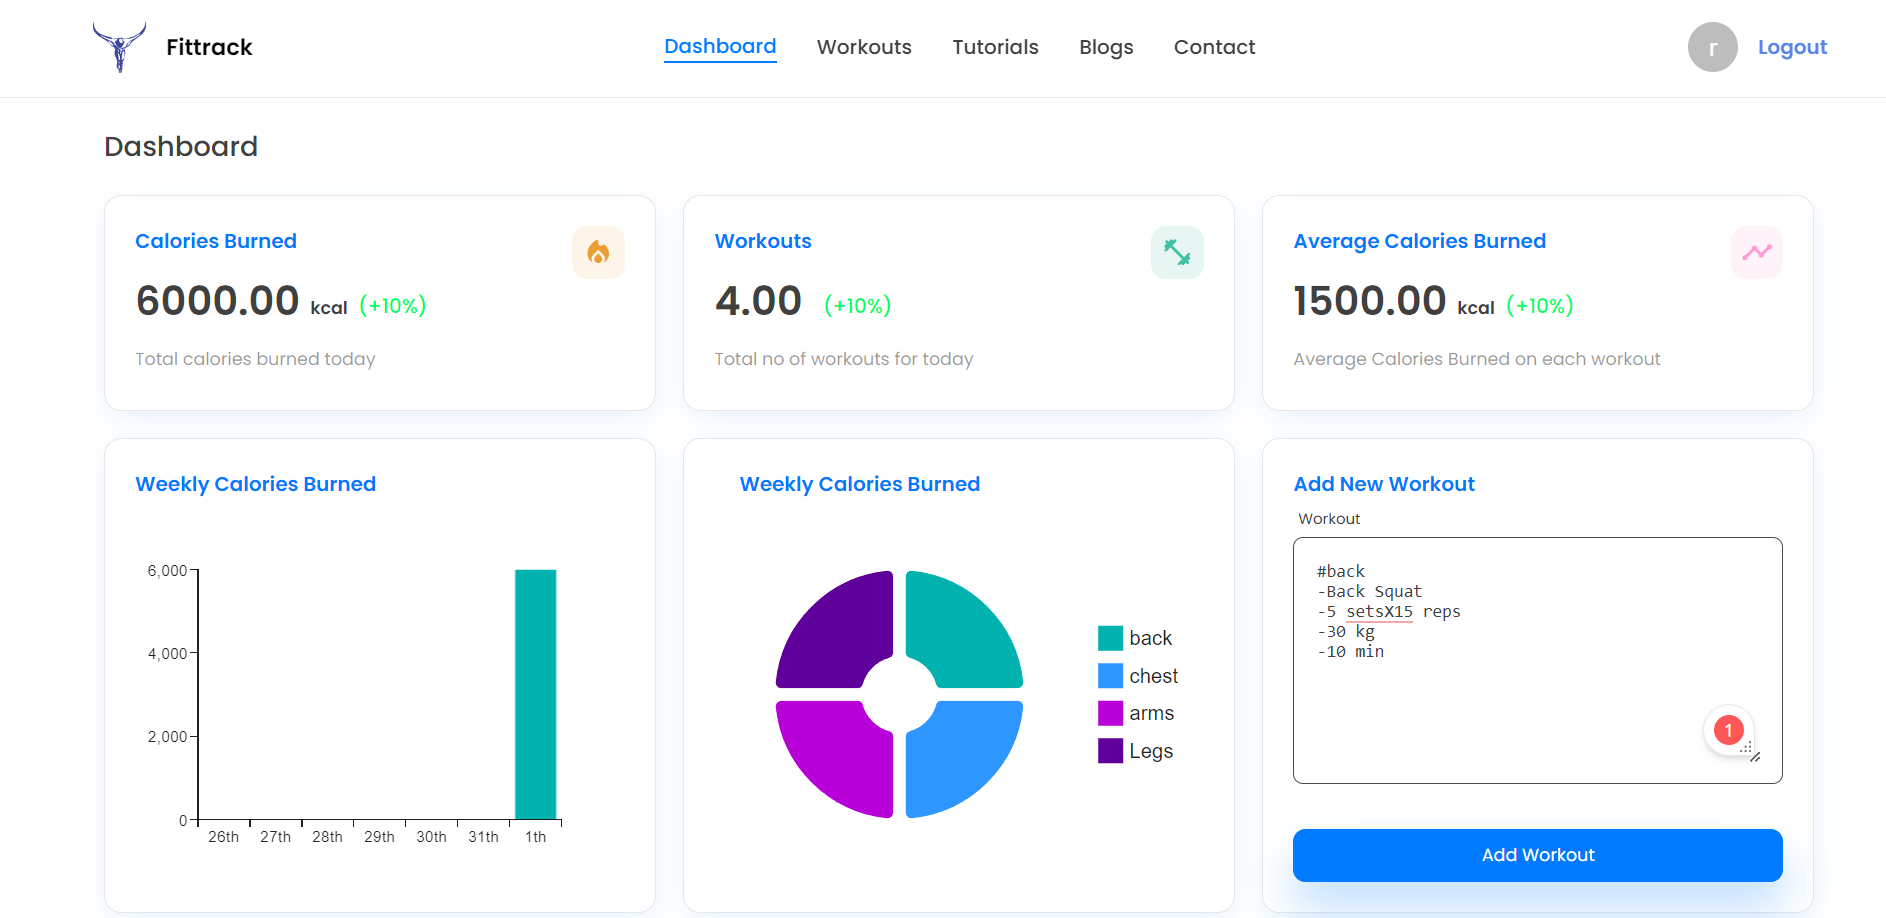 Fittrack
Dashboard Workouts Tutorials Blogs Contact
r Logout
Dashboard
Calories Burned
6000.00 kcal (+10%)
Total calories burned today
Workouts
4.00 (+10%)
Total no of workouts for today
Average Calories Burned
1500.00 kcal (+10%)
Average Calories Burned on each workout
Weekly Calories Burned
6,000
4,000
2,000
0
26th 27th 28th 29th 30th 31th 1th
Weekly Calories Burned
back
chest
arms
Legs
Add New Workout
Workout
#back
-Back Squat
-5 setsX15 reps
-30 kg
-10 min
1
Add Workout